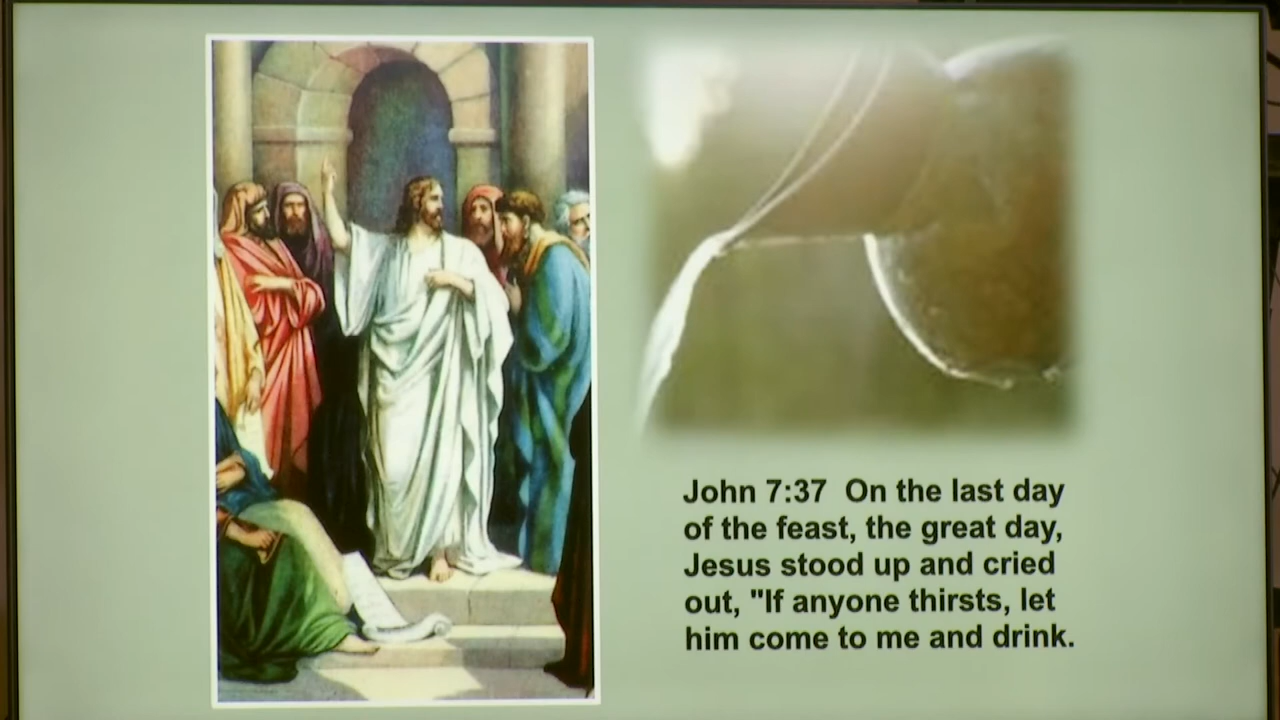 John 7:37 On the last day
of the feast, the great day,
Jesus stood up and cried
out, "If anyone thirsts, let
him come to me and drink.